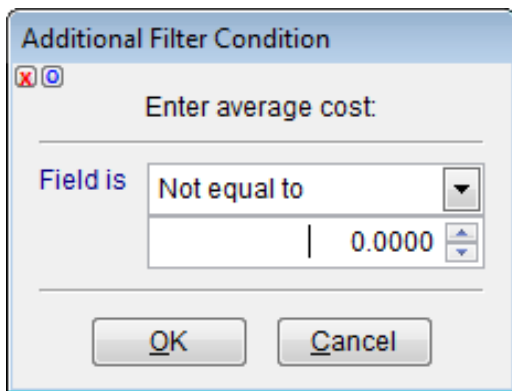 Additional Filter Condition
X O
Enter average cost:
Field is Not equal to
0.0000
OK Cancel